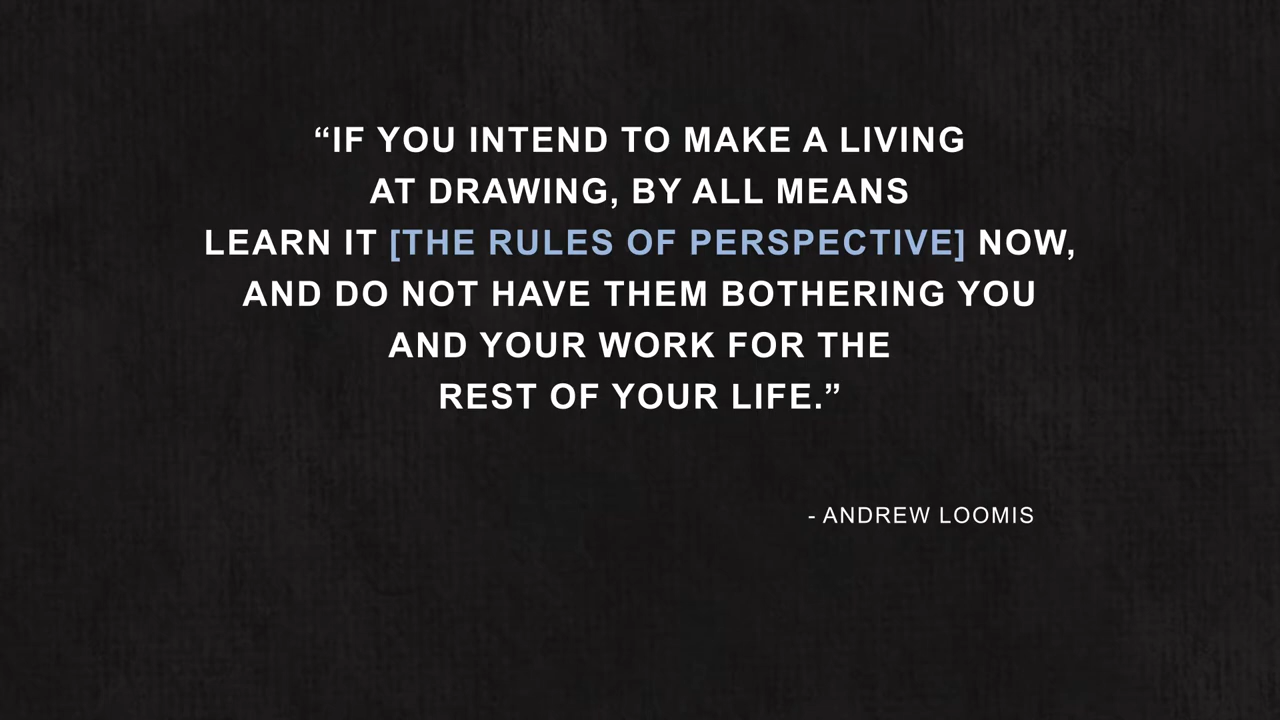 “IF YOU INTEND TO MAKE A LIVING
AT DRAWING, BY ALL MEANS
LEARN IT [THE RULES OF PERSPECTIVE] NOW,
AND DO NOT HAVE THEM BOTHERING YOU
AND YOUR WORK FOR THE
REST OF YOUR LIFE.”
- ANDREW LOOMIS